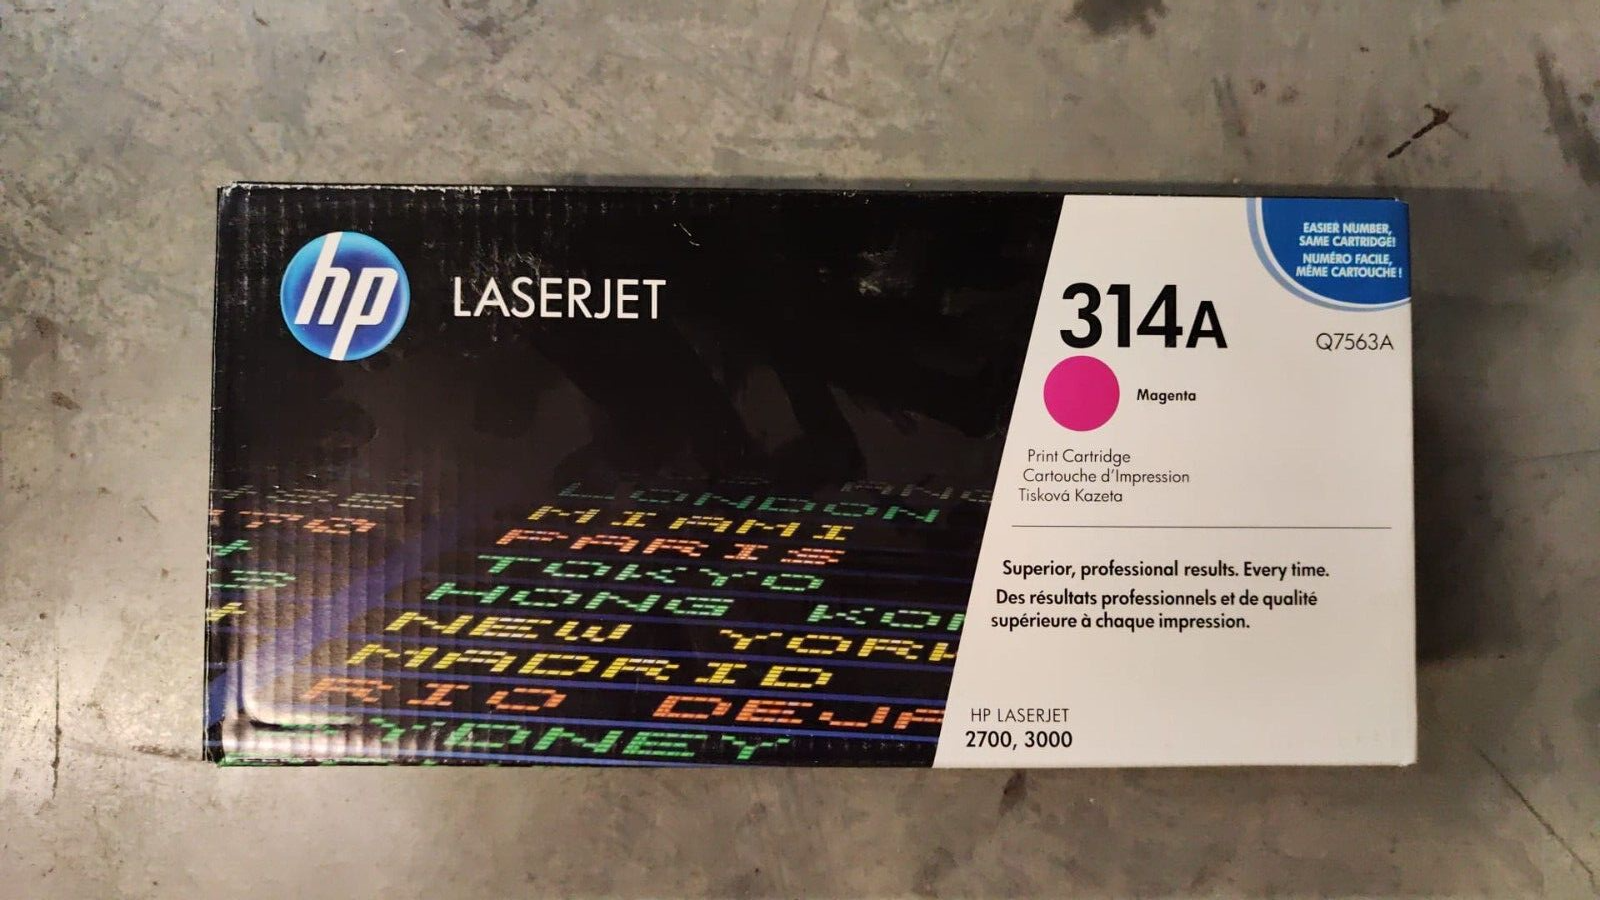 hp
LASERJET
EASIER NUMBER,
SAME CARTRIDGE!
NUMÉRO FACILE,
MÊME CARTOUCHE !
314A
Q7563A
Magenta
Print Cartridge
Cartouche d'Impression
Tisková Kazeta
Superior, professional results. Every time.
Des résultats professionnels et de qualité
supérieure à chaque impression.
HP LASERJET
2700, 3000
LONDON
MIAMI
PARIS
TOKYO
HONG KO
NEW YORK
MADRID
RIO DEJA
SYDNEY